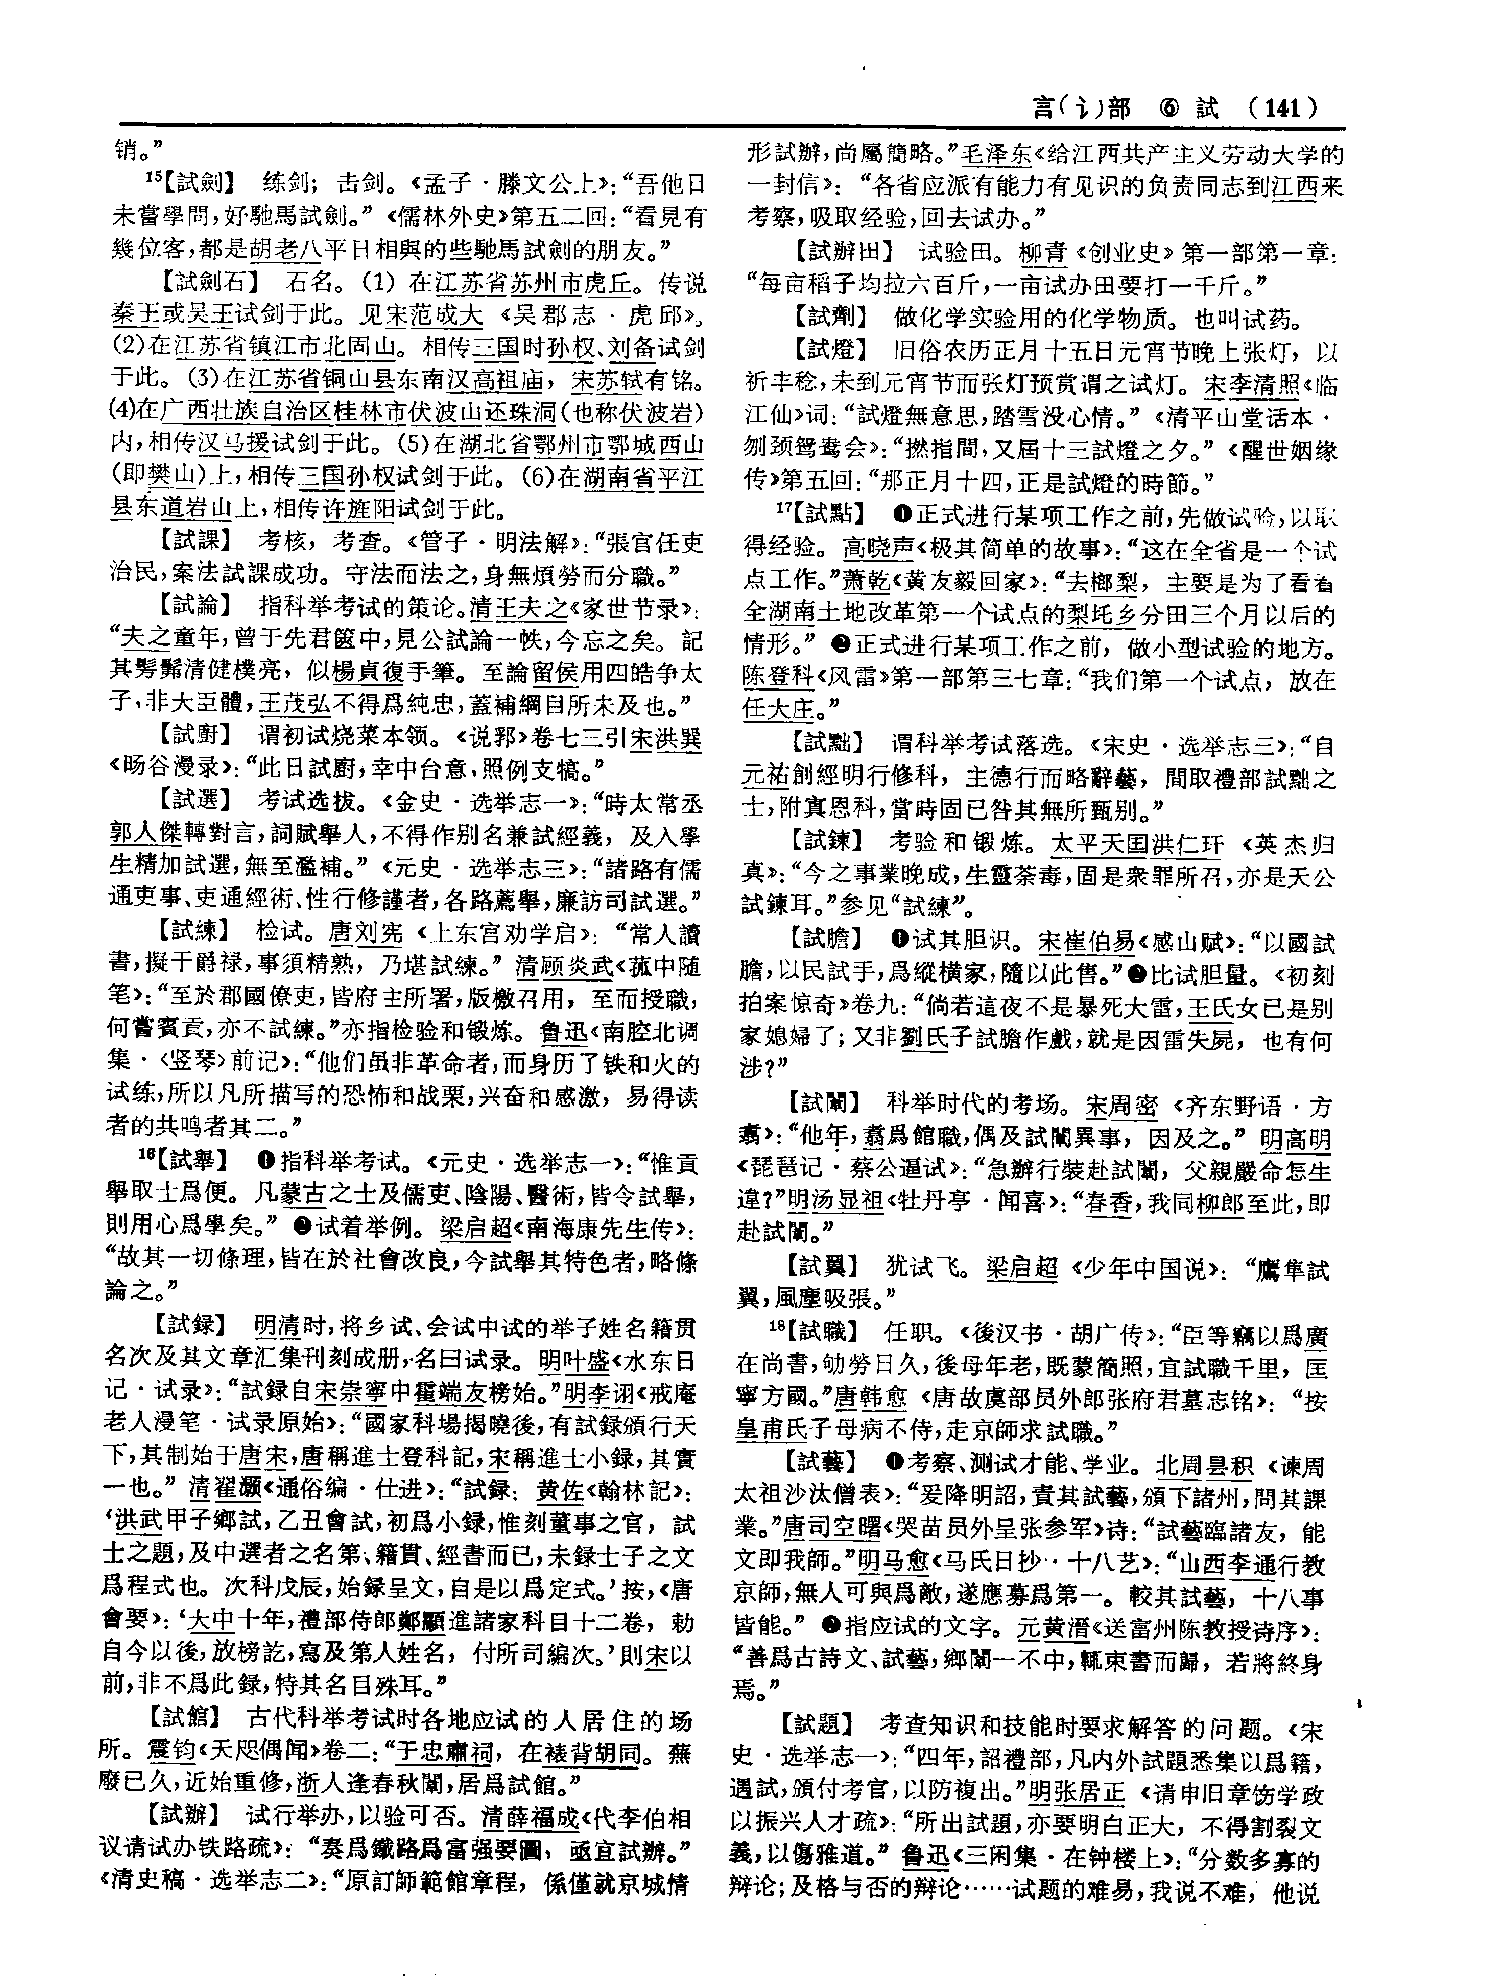 言(讠)部 ⑥ 試 (141)
销。”
¹⁵【試劍】 练剑；击剑。《孟子·滕文公上》：“吾他日
未嘗學問，好馳馬試劍。”《儒林外史》第五二回：“看見有
幾位客，都是胡老八平日相與的些馳馬試劍的朋友。”
【試劍石】 石名。(1) 在江苏省苏州市虎丘。传说
秦王或吴王试剑于此。见宋范成大《吴郡志·虎邱》。
(2)在江苏省镇江市北固山。相传三国时孙权、刘备试剑
于此。(3)在江苏省铜山县东南汉高祖庙，宋苏轼有铭。
(4)在广西壮族自治区桂林市伏波山还珠洞(也称伏波岩)
内，相传汉马援试剑于此。(5)在湖北省鄂州市鄂城西山
(即樊山)上，相传三国孙权试剑于此。(6)在湖南省平江
县东道岩山上，相传许旌阳试剑于此。
【試課】 考核，考查。《管子·明法解》：“張官任吏
治民，案法試課成功。守法而法之，身無煩勞而分職。”
【試論】 指科举考试的策论。清王夫之《家世节录》：
“夫之童年，曾于先君篋中，見公試論一帙，今忘之矣。記
其髣髴清健樸亮，似楊貞復手筆。至論留侯用四皓争太
子，非大臣體，王茂弘不得爲純忠，蓋補綱目所未及也。”
【試廚】 谓初试烧菜本领。《说郛》卷七三引宋洪巽
《旸谷漫录》：“此日試廚，幸中台意，照例支犒。”
【試選】 考试选拔。《金史·选举志一》：“時太常丞
郭人傑轉對言，詞賦舉人，不得作别名兼試經義，及入學
生精加試選，無至濫補。”《元史·选举志三》：“諸路有儒
通吏事、吏通經術、性行修謹者，各路薦舉，廉訪司試選。”
【試練】 检试。唐刘宪《上东宫劝学启》：“常人讀
書，擬干爵禄，事須精熟，乃堪試練。”清顾炎武《菰中随
笔》：“至於郡國僚吏，皆府主所署，版檄召用，至而授職，
何嘗賓貢，亦不試練。”亦指检验和锻炼。鲁迅《南腔北调
集·〈竖琴〉前记》：“他们虽非革命者，而身历了铁和火的
试练，所以凡所描写的恐怖和战栗，兴奋和感激，易得读
者的共鸣者其二。”
¹⁶【試舉】 ❶指科举考试。《元史·选举志一》：“惟貢
舉取士爲便。凡蒙古之士及儒吏、陰陽、醫術，皆令試舉，
則用心爲學矣。”❷试着举例。梁启超《南海康先生传》：
“故其一切條理，皆在於社會改良，今試舉其特色者，略條
論之。”
【試録】 明清时，将乡试、会试中试的举子姓名籍贯
名次及其文章汇集刊刻成册，名曰试录。明叶盛《水东日
记·试录》：“試録自宋崇寧中霍端友榜始。”明李诩《戒庵
老人漫笔·试录原始》：“國家科場揭曉後，有試録頒行天
下，其制始于唐宋，唐稱進士登科記，宋稱進士小録，其實
一也。”清翟灏《通俗编·仕进》：“試録：黄佐《翰林記》：
‘洪武甲子鄉試，乙丑會試，初爲小録，惟刻董事之官，試
士之題，及中選者之名第、籍貫、經書而已，未録士子之文
爲程式也。次科戊辰，始録呈文，自是以爲定式。’按，《唐
會要》：‘大中十年，禮部侍郎鄭顥進諸家科目十二卷，勅
自今以後，放榜訖，寫及第人姓名，付所司編次。’則宋以
前，非不爲此録，特其名目殊耳。”
【試館】 古代科举考试时各地应试的人居住的场
所。震钧《天咫偶闻》卷二：“于忠肅祠，在裱背胡同。蕪
廢已久，近始重修，浙人逢春秋闈，居爲試館。”
【試辦】 试行举办，以验可否。清薛福成《代李伯相
议请试办铁路疏》：“奏爲鐵路爲富强要圖，亟宜試辦。”
《清史稿·选举志二》：“原訂師範館章程，係僅就京城情
形試辦，尚屬簡略。”毛泽东《给江西共产主义劳动大学的
一封信》：“各省应派有能力有见识的负责同志到江西来
考察，吸取经验，回去试办。”
【試辦田】 试验田。柳青《创业史》第一部第一章：
“每亩稻子均拉六百斤，一亩试办田要打一千斤。”
【試劑】 做化学实验用的化学物质。也叫试药。
【試燈】 旧俗农历正月十五日元宵节晚上张灯，以
祈丰稔，未到元宵节而张灯预赏谓之试灯。宋李清照《临
江仙》词：“試燈無意思，踏雪没心情。”《清平山堂话本·
刎颈鸳鸯会》：“撚指間，又屆十三試燈之夕。”《醒世姻缘
传》第五回：“那正月十四，正是試燈的時節。”
¹⁷【試點】 ❶正式进行某项工作之前，先做试验，以取
得经验。高晓声《极其简单的故事》：“这在全省是一个试
点工作。”萧乾《黄友毅回家》：“去㮾梨，主要是为了看看
全湖南土地改革第一个试点的梨圫乡分田三个月以后的
情形。”❷正式进行某项工作之前，做小型试验的地方。
陈登科《风雷》第一部第三七章：“我们第一个试点，放在
任大庄。”
【試黜】 谓科举考试落选。《宋史·选举志三》：“自
元祐創經明行修科，主德行而略辭藝，間取禮部試黜之
士，附寘恩科，當時固已咎其無所甄别。”
【試鍊】 考验和锻炼。太平天国洪仁玕《英杰归
真》：“今之事業晚成，生靈荼毒，固是衆罪所召，亦是天公
試鍊耳。”参见“試練”。
【試膽】 ❶试其胆识。宋崔伯易《感山赋》：“以國試
膽，以民試手，爲縱横家，隨以此售。”❷比试胆量。《初刻
拍案惊奇》卷九：“倘若這夜不是暴死大雷，王氏女已是别
家媳婦了；又非劉氏子試膽作戲，就是因雷失屍，也有何
涉？”
【試闈】 科举时代的考场。宋周密《齐东野语·方
翥》：“他年，翥爲館職，偶及試闈異事，因及之。”明高明
《琵琶记·蔡公逼试》：“急辦行裝赴試闈，父親嚴命怎生
違？”明汤显祖《牡丹亭·闻喜》：“春香，我同柳郎至此，即
赴試闈。”
【試翼】 犹试飞。梁启超《少年中国说》：“鷹隼試
翼，風塵吸張。”
¹⁸【試職】 任职。《後汉书·胡广传》：“臣等竊以爲廣
在尚書，劬勞日久，後母年老，既蒙簡照，宜試職千里，匡
寧方國。”唐韩愈《唐故虞部员外郎张府君墓志铭》：“按
皇甫氏子母病不侍，走京師求試職。”
【試藝】 ❶考察、测试才能、学业。北周昙积《谏周
太祖沙汰僧表》：“爰降明詔，責其試藝，頒下諸州，問其課
業。”唐司空曙《哭苗员外呈张参军》诗：“試藝臨諸友，能
文即我師。”明马愈《马氏日抄·十八艺》：“山西李通行教
京師，無人可與爲敵，遂應募爲第一。較其試藝，十八事
皆能。”❷指应试的文字。元黄溍《送富州陈教授诗序》：
“善爲古詩文、試藝，鄉闈一不中，輒束書而歸，若將終身
焉。”
【試題】 考查知识和技能时要求解答的问题。《宋
史·选举志一》：“四年，詔禮部，凡内外試題悉集以爲籍，
遇試，頒付考官，以防複出。”明张居正《请申旧章饬学政
以振兴人才疏》：“所出試題，亦要明白正大，不得割裂文
義，以傷雅道。”鲁迅《三闲集·在钟楼上》：“分数多寡的
辩论；及格与否的辩论……试题的难易，我说不难，他说